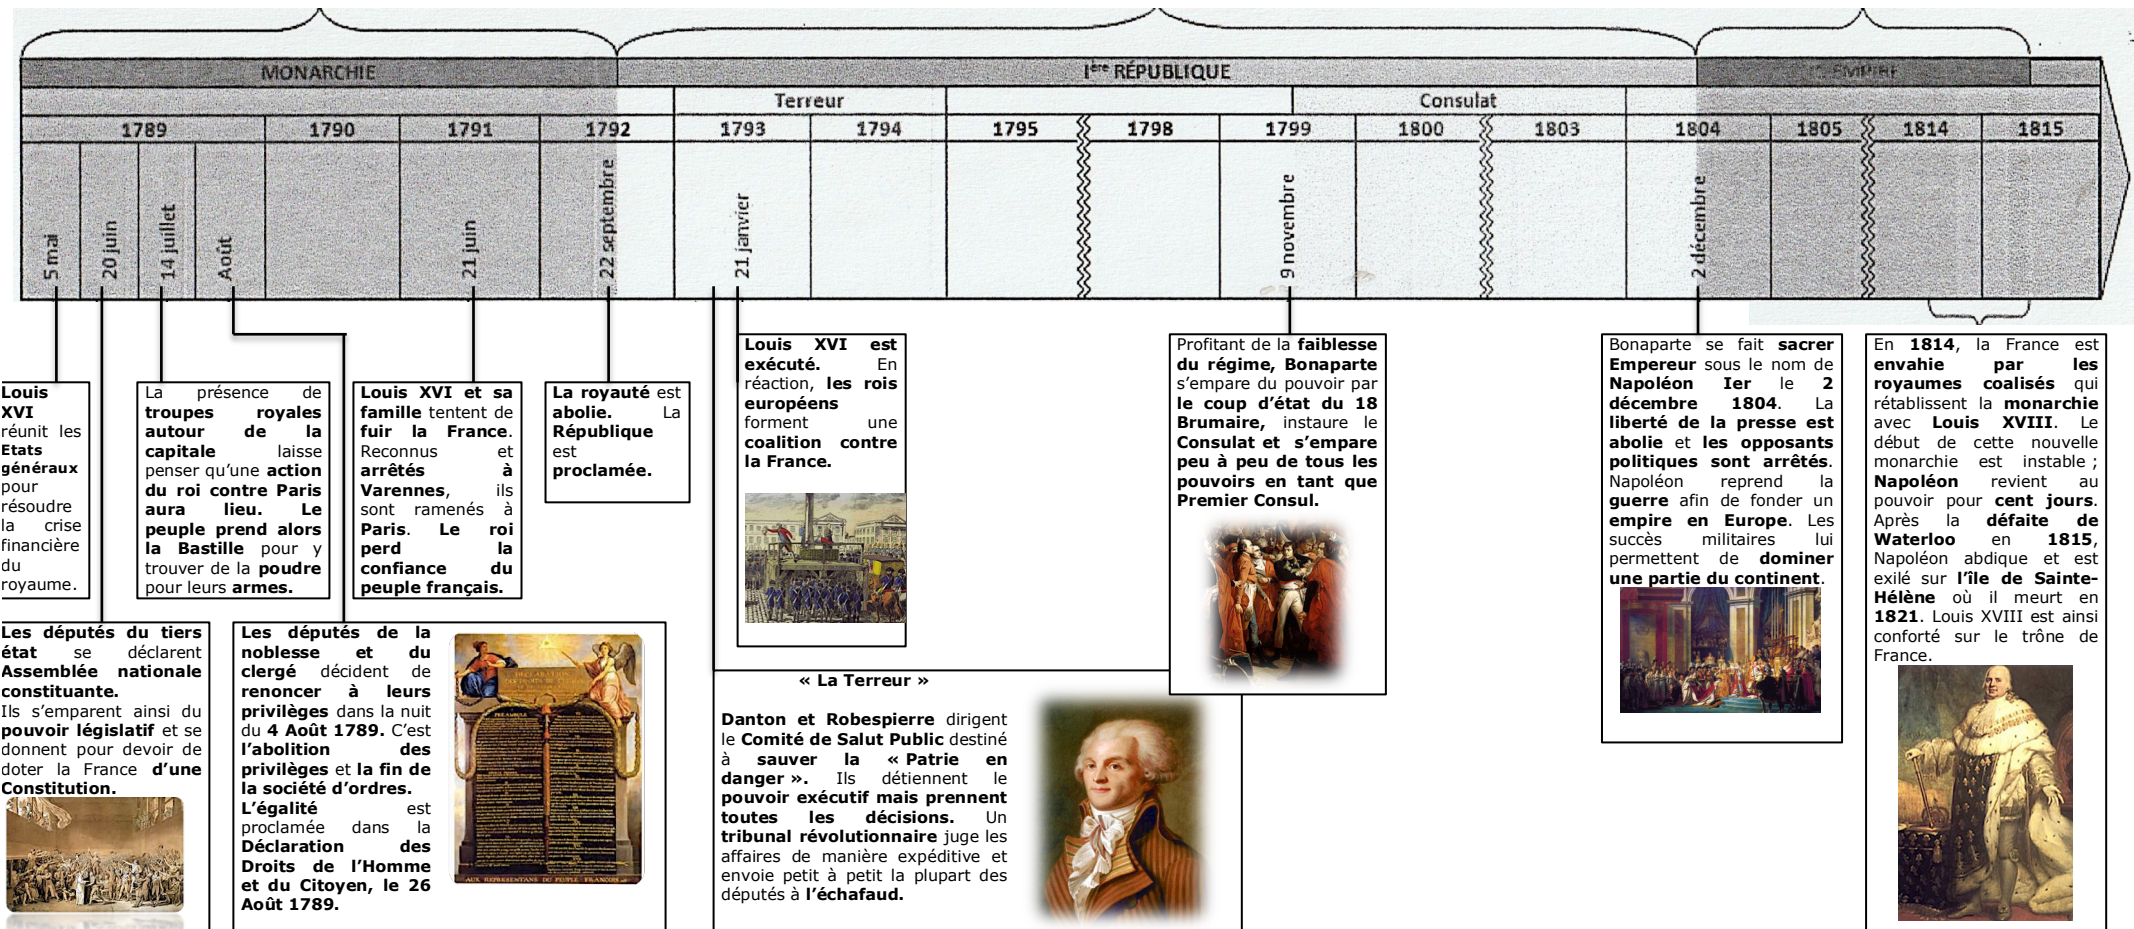 MONARCHIE
Ière RÉPUBLIQUE
EMPIRE
Terreur
Consulat
1789
1790
1791
1792
1793
1794
1795
1798
1799
1800
1803
1804
1805
1814
1815
5 mai
20 juin
14 juillet
Août
21 juin
22 septembre
21 janvier
9 novembre
2 décembre
Louis
XVI
réunit les
Etats
généraux
pour
résoudre
la crise
financière
du
royaume.
La présence de
troupes royales
autour de la
capitale laisse
penser qu’une action
du roi contre Paris
aura lieu. Le
peuple prend alors
la Bastille pour y
trouver de la poudre
pour leurs armes.
Louis XVI et sa
famille tentent de
fuir la France.
Reconnus et
arrêtés à
Varennes, ils
sont ramenés à
Paris. Le roi
perd la
confiance du
peuple français.
La royauté est
abolie. La
République
est
proclamée.
Louis XVI est
exécuté. En
réaction, les rois
européens
forment une
coalition contre
la France.
Profitant de la faiblesse
du régime, Bonaparte
s’empare du pouvoir par
le coup d’état du 18
Brumaire, instaure le
Consulat et s’empare
peu à peu de tous les
pouvoirs en tant que
Premier Consul.
Bonaparte se fait sacrer
Empereur sous le nom de
Napoléon Ier le 2
décembre 1804. La
liberté de la presse est
abolie et les opposants
politiques sont arrêtés.
Napoléon reprend la
guerre afin de fonder un
empire en Europe. Les
succès militaires lui
permettent de dominer
une partie du continent.
En 1814, la France est
envahie par les
royaumes coalisés qui
rétablissent la monarchie
avec Louis XVIII. Le
début de cette nouvelle
monarchie est instable ;
Napoléon revient au
pouvoir pour cent jours.
Après la défaite de
Waterloo en 1815,
Napoléon abdique et est
exilé sur l’île de Sainte-
Hélène où il meurt en
1821. Louis XVIII est ainsi
conforté sur le trône de
France.
Les députés du tiers
état se déclarent
Assemblée nationale
constituante.
Ils s’emparent ainsi du
pouvoir législatif et se
donnent pour devoir de
doter la France d’une
Constitution.
Les députés de la
noblesse et du
clergé décident de
renoncer à leurs
privilèges dans la nuit
du 4 Août 1789. C’est
l’abolition des
privilèges et la fin de
la société d’ordres.
L’égalité est
proclamée dans la
Déclaration des
Droits de l’Homme
et du Citoyen, le 26
Août 1789.
AUX REPRESENTANS DU PEUPLE FRANCOIS
« La Terreur »
Danton et Robespierre dirigent
le Comité de Salut Public destiné
à sauver la « Patrie en
danger ». Ils détiennent le
pouvoir exécutif mais prennent
toutes les décisions. Un
tribunal révolutionnaire juge les
affaires de manière expéditive et
envoie petit à petit la plupart des
députés à l’échafaud.